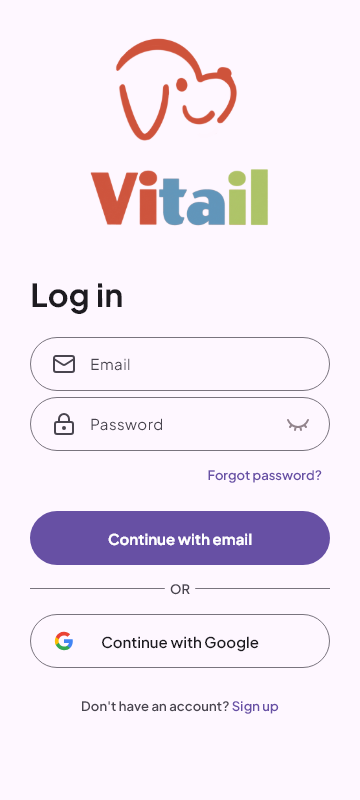 Vitail
Log in
Email
Password
Forgot password?
Continue with email
OR
Continue with Google
Don't have an account? Sign up